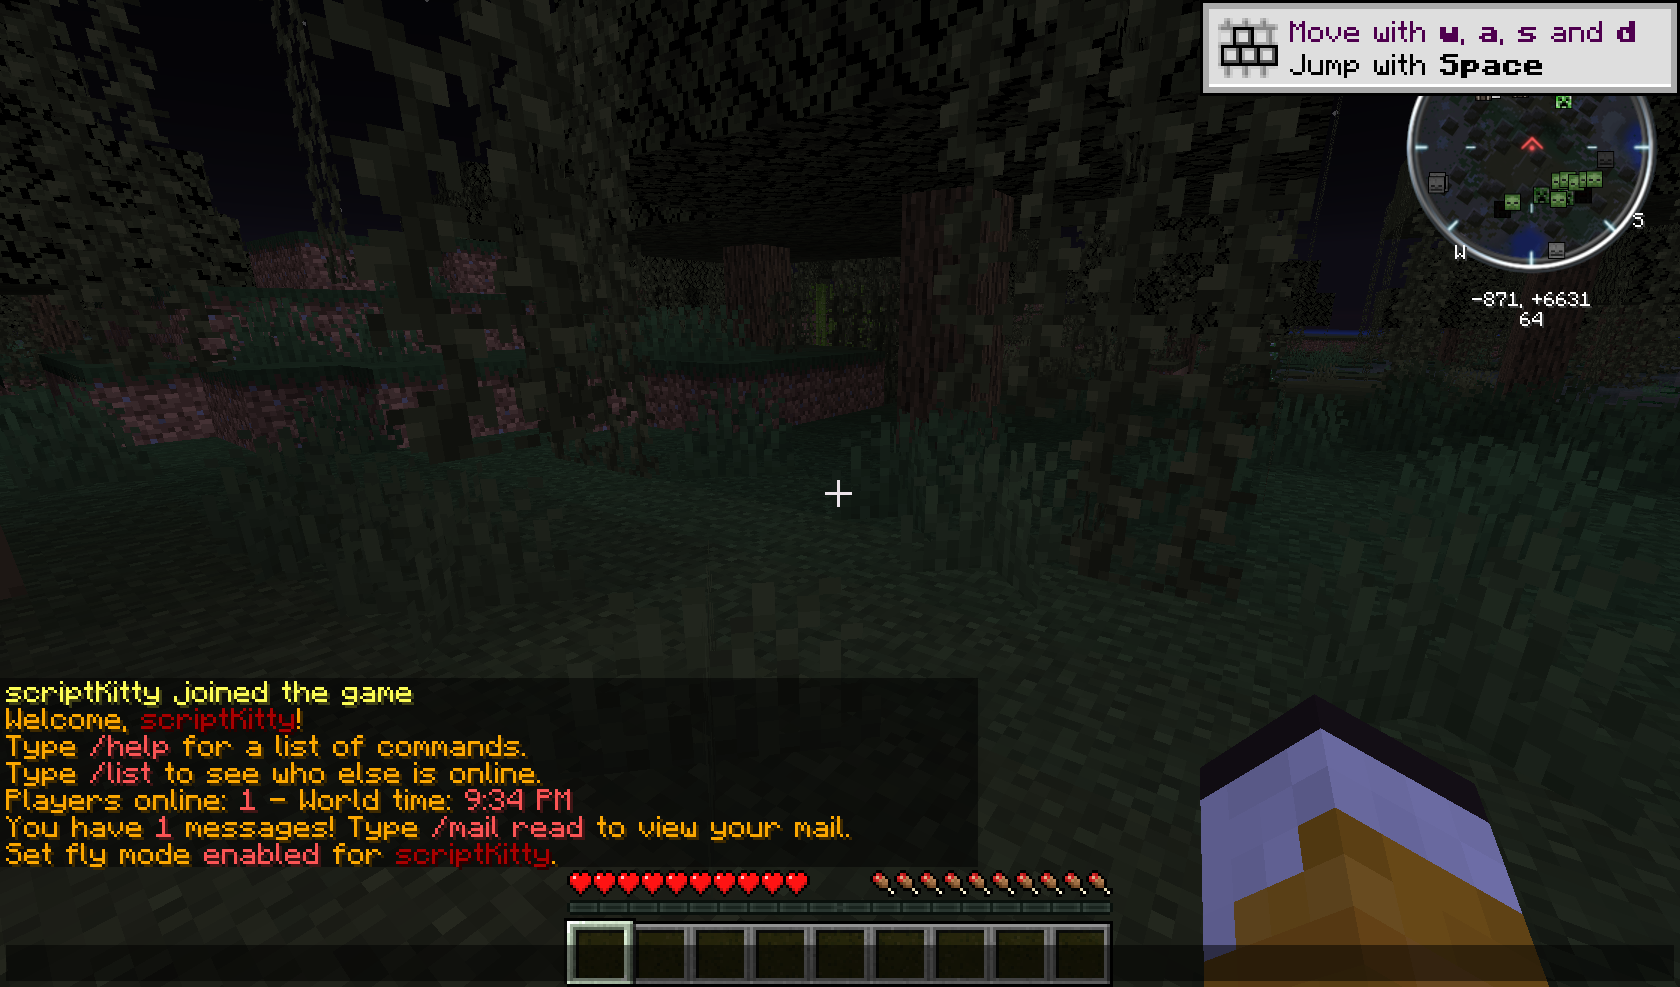 Move with w, a, s and d
Jump with Space
S
W
-871, +6631
64
scriptKitty joined the game
Welcome, scriptKitty!
Type /help for a list of commands.
Type /list to see who else is online.
Players online: 1 - World time: 9:34 PM
You have 1 messages! Type /mail read to view your mail.
Set fly mode enabled for scriptKitty.